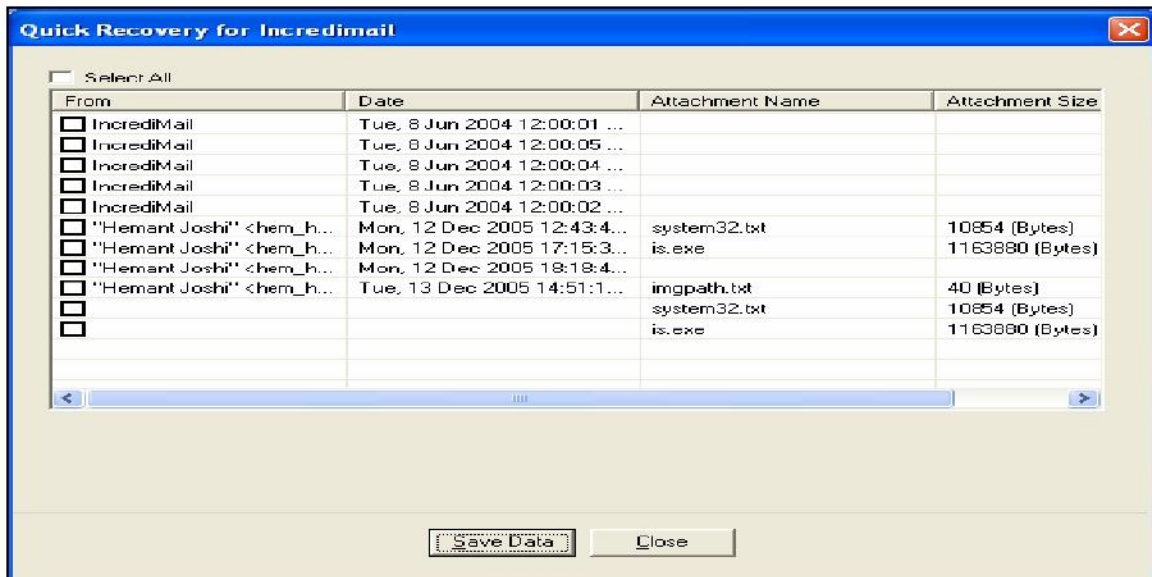 Quick Recovery for Incredimail
Select All
From Date Attachment Name Attachment Size
IncrediMail Tue, 8 Jun 2004 12:00:01 ...
IncrediMail Tue, 8 Jun 2004 12:00:05 ...
IncrediMail Tue, 8 Jun 2004 12:00:04 ...
IncrediMail Tue, 8 Jun 2004 12:00:03 ...
IncrediMail Tue, 8 Jun 2004 12:00:02 ...
"Hemant Joshi" <hem_h... Mon, 12 Dec 2005 12:43:4... system32.txt 10854 (Bytes)
"Hemant Joshi" <hem_h... Mon, 12 Dec 2005 17:15:3... is.exe 1163880 (Bytes)
"Hemant Joshi" <hem_h... Mon, 12 Dec 2005 18:18:4...
"Hemant Joshi" <hem_h... Tue, 13 Dec 2005 14:51:1... imgpath.txt 40 (Bytes)
system32.txt 10854 (Bytes)
is.exe 1163880 (Bytes)
Save Data Close